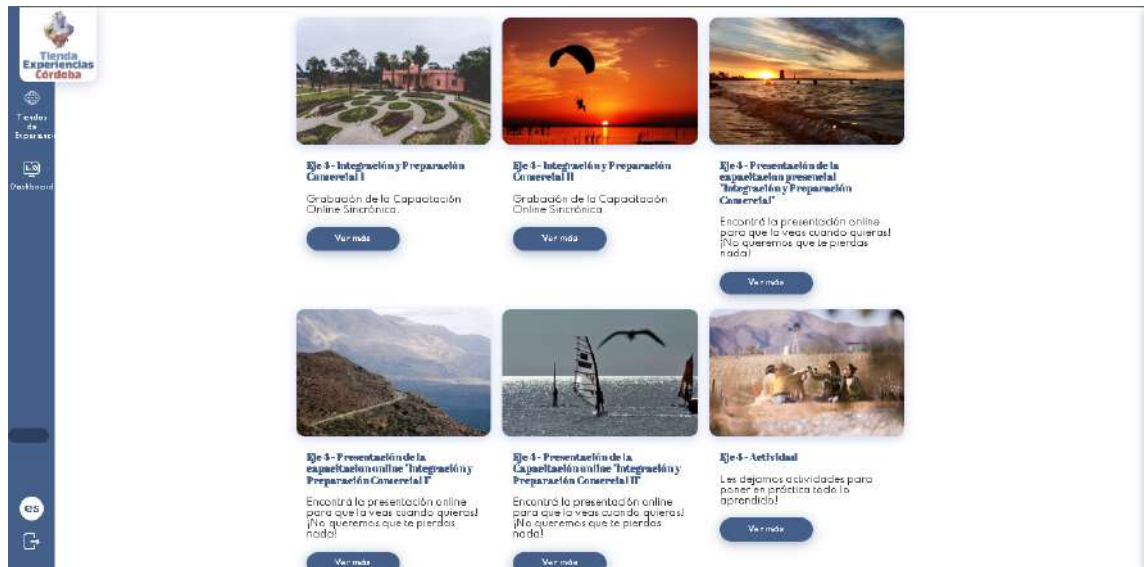 Tienda
Experiencias
Córdoba
Tiendas
de
Experienci
Dashboard
es
Eje 4 - Integración y Preparación
Comercial I
Grabación de la Capacitación
Online Sincrónica.
Ver más
Eje 4 - Integración y Preparación
Comercial II
Grabación de la Capacitación
Online Sincrónica.
Ver más
Eje 4 - Presentación de la
capacitacion presencial
"Integración y Preparación
Comercial"
Encontrá la presentación online
para que la veas cuando quieras!
¡No queremos que te pierdas
nada!
Ver más
Eje 4 - Presentación de la
capacitacion online "Integración y
Preparación Comercial I"
Encontrá la presentación online
para que la veas cuando quieras!
¡No queremos que te pierdas
nada!
Ver más
Eje 4 - Presentación de la
Capacitación online "Integración y
Preparación Comercial II"
Encontrá la presentación online
para que la veas cuando quieras!
¡No queremos que te pierdas
nada!
Ver más
Eje 4 - Actividad
Les dejamos actividades para
poner en práctica todo lo
aprendido!
Ver más